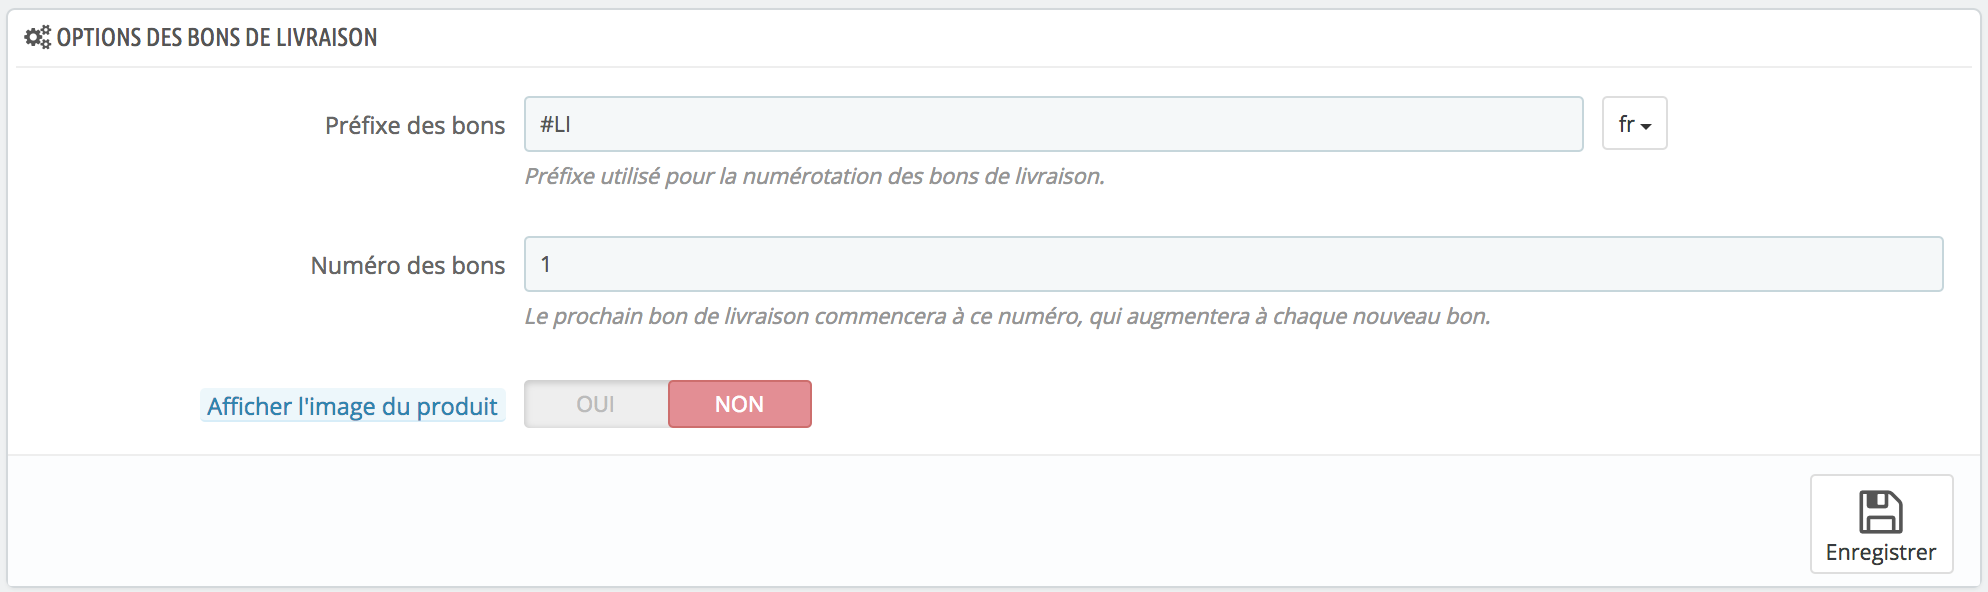 OPTIONS DES BONS DE LIVRAISON
Préfixe des bons #LI fr
Préfixe utilisé pour la numérotation des bons de livraison.
Numéro des bons 1
Le prochain bon de livraison commencera à ce numéro, qui augmentera à chaque nouveau bon.
Afficher l'image du produit OUI NON
Enregistrer